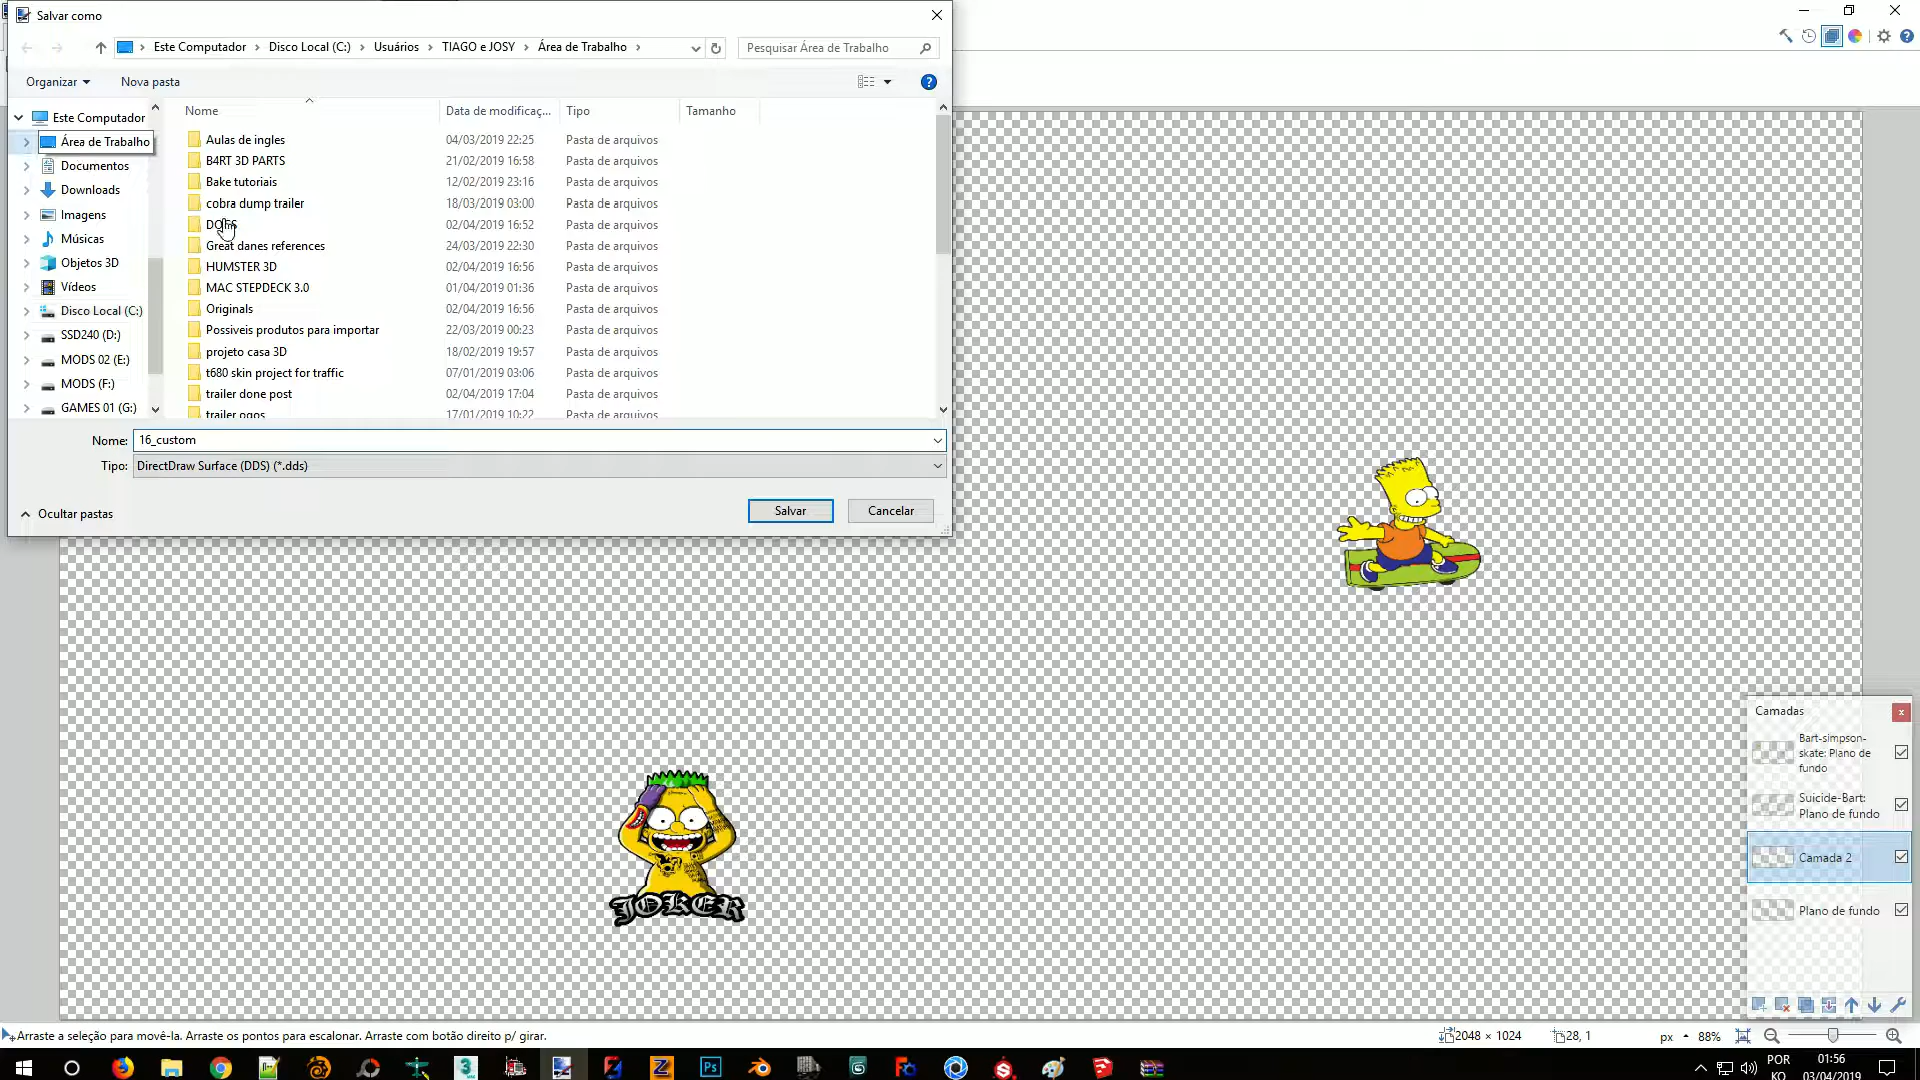 Salvar como
Este Computador > Disco Local (C:) > Usuários > TIAGO e JOSY > Área de Trabalho >
Pesquisar Área de Trabalho
Organizar
Nova pasta
Este Computador
Área de Trabalho
Documentos
Downloads
Imagens
Músicas
Objetos 3D
Vídeos
Disco Local (C:)
SSD240 (D:)
MODS 02 (E:)
MODS (F:)
GAMES 01 (G:)
Nome Data de modificaç... Tipo Tamanho
Aulas de ingles 04/03/2019 22:25 Pasta de arquivos
B4RT 3D PARTS 21/02/2019 16:58 Pasta de arquivos
Bake tutoriais 12/02/2019 23:16 Pasta de arquivos
cobra dump trailer 18/03/2019 03:00 Pasta de arquivos
02/04/2019 16:52 Pasta de arquivos
Great danes references 24/03/2019 22:30 Pasta de arquivos
HUMSTER 3D 02/04/2019 16:56 Pasta de arquivos
MAC STEPDECK 3.0 01/04/2019 01:36 Pasta de arquivos
Originals 02/04/2019 16:56 Pasta de arquivos
Possiveis produtos para importar 22/03/2019 00:23 Pasta de arquivos
projeto casa 3D 18/02/2019 19:57 Pasta de arquivos
t680 skin project for traffic 07/01/2019 03:06 Pasta de arquivos
trailer done post 02/04/2019 17:04 Pasta de arquivos
trailer ogos 17/01/2019 10:22 Pasta de arquivos
Nome: 16_custom
Tipo: DirectDraw Surface (DDS) (*.dds)
Ocultar pastas
Salvar
Cancelar
JOKER
Camadas
Bart-simpson-
skate: Plano de
fundo
Suicide-Bart:
Plano de fundo
Camada 2
Plano de fundo
Arraste a seleção para movê-la. Arraste os pontos para escalonar. Arraste com botão direito p/ girar.
2048 × 1024
28, 1
px
88%
POR
KO
01:56
03/04/2019